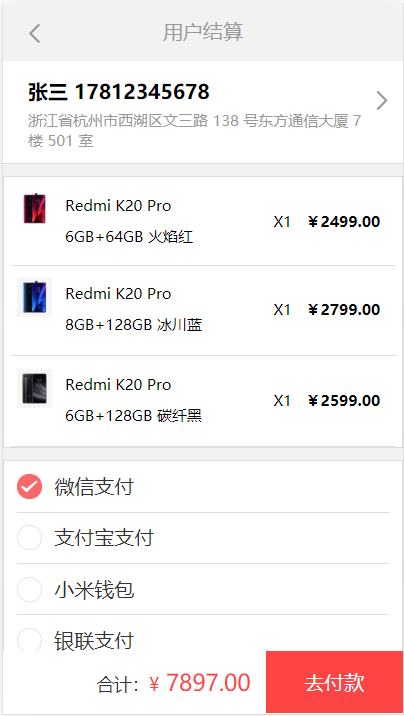 用户结算
张三 17812345678
浙江省杭州市西湖区文三路 138 号东方通信大厦 7
楼 501 室
Redmi K20 Pro
X1 ￥2499.00
6GB+64GB 火焰红
Redmi K20 Pro
X1 ￥2799.00
8GB+128GB 冰川蓝
Redmi K20 Pro
X1 ￥2599.00
6GB+128GB 碳纤黑
微信支付
支付宝支付
小米钱包
银联支付
合计：￥ 7897.00 去付款